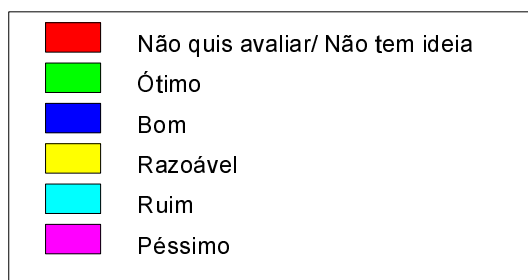 Não quis avaliar/ Não tem ideia
Ótimo
Bom
Razoável
Ruim
Péssimo